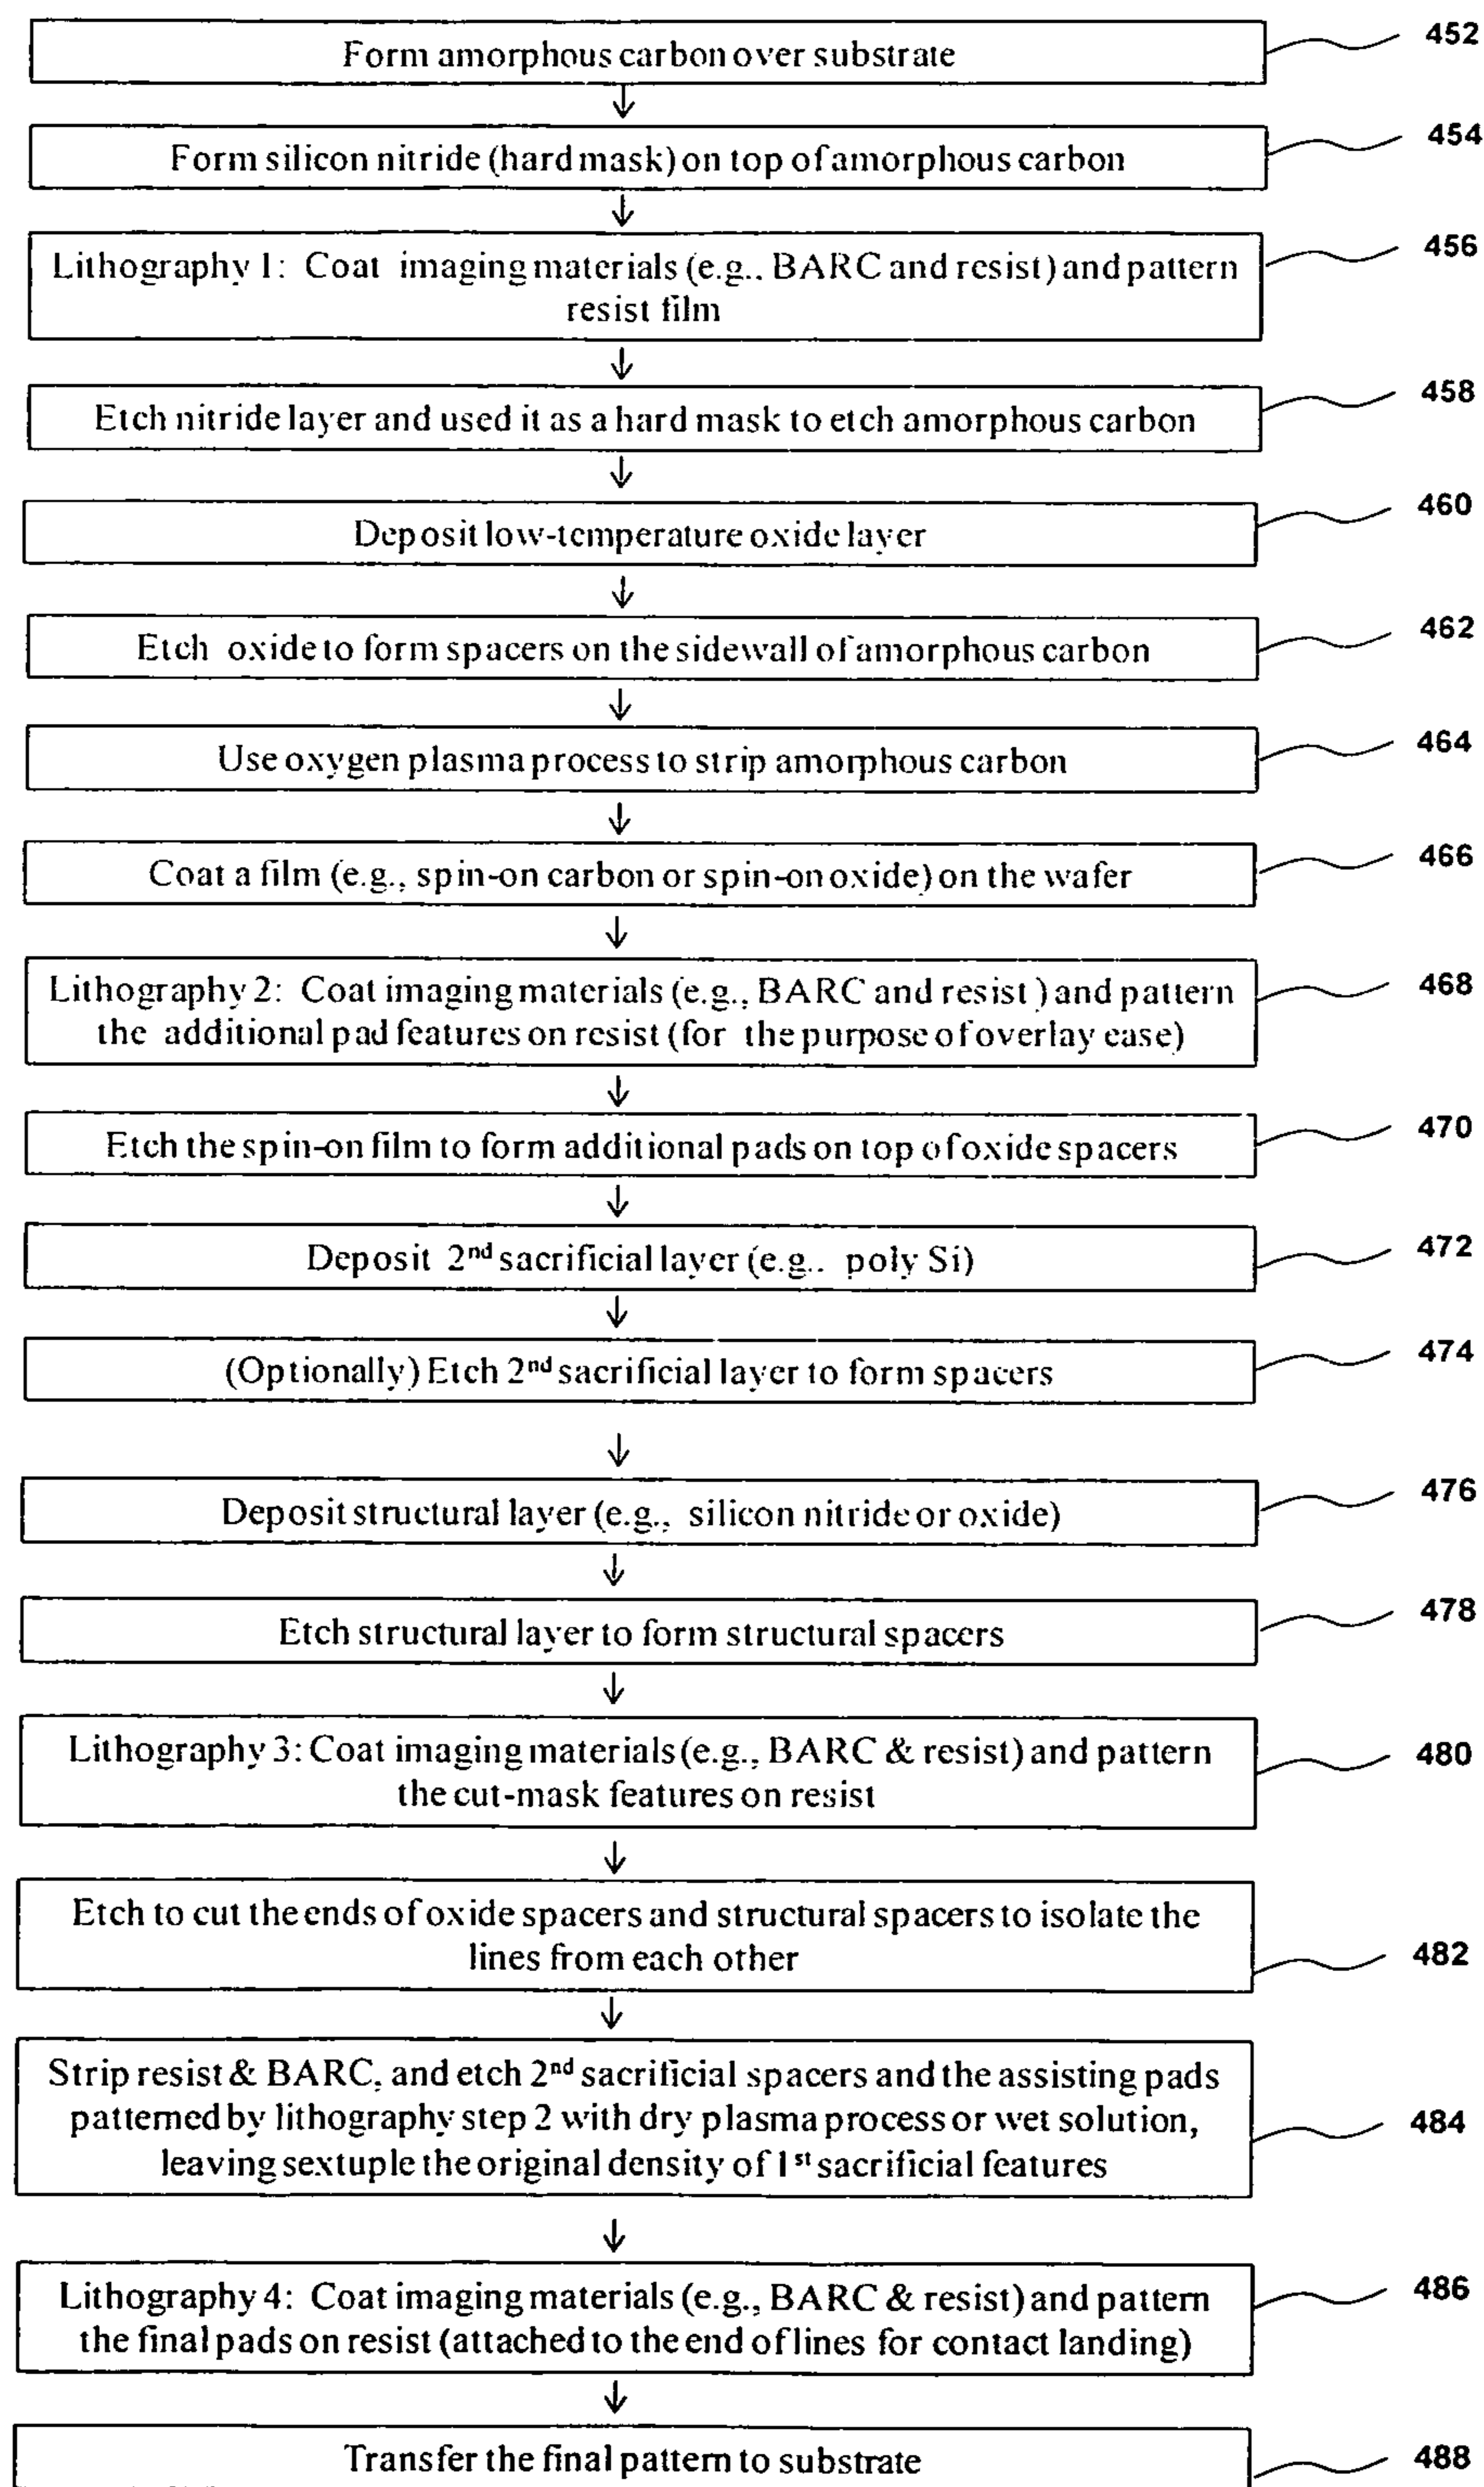 Form amorphous carbon over substrate
452
Form silicon nitride (hard mask) on top of amorphous carbon
454
Lithography 1: Coat imaging materials (e.g., BARC and resist) and pattern
resist film
456
Etch nitride layer and used it as a hard mask to etch amorphous carbon
458
Deposit low-temperature oxide layer
460
Etch oxide to form spacers on the sidewall of amorphous carbon
462
Use oxygen plasma process to strip amorphous carbon
464
Coat a film (e.g., spin-on carbon or spin-on oxide) on the wafer
466
Lithography 2: Coat imaging materials (e.g., BARC and resist ) and pattern
the additional pad features on resist (for the purpose of overlay ease)
468
Etch the spin-on film to form additional pads on top of oxide spacers
470
Deposit 2nd sacrificial layer (e.g.. poly Si)
472
(Optionally) Etch 2nd sacrificial layer to form spacers
474
Deposit structural layer (e.g., silicon nitride or oxide)
476
Etch structural layer to form structural spacers
478
Lithography 3: Coat imaging materials (e.g., BARC & resist) and pattern
the cut-mask features on resist
480
Etch to cut the ends of oxide spacers and structural spacers to isolate the
lines from each other
482
Strip resist & BARC, and etch 2nd sacrificial spacers and the assisting pads
patterned by lithography step 2 with dry plasma process or wet solution,
leaving sextuple the original density of 1st sacrificial features
484
Lithography 4: Coat imaging materials (e.g., BARC & resist) and pattern
the final pads on resist (attached to the end of lines for contact landing)
486
Transfer the final pattern to substrate
488